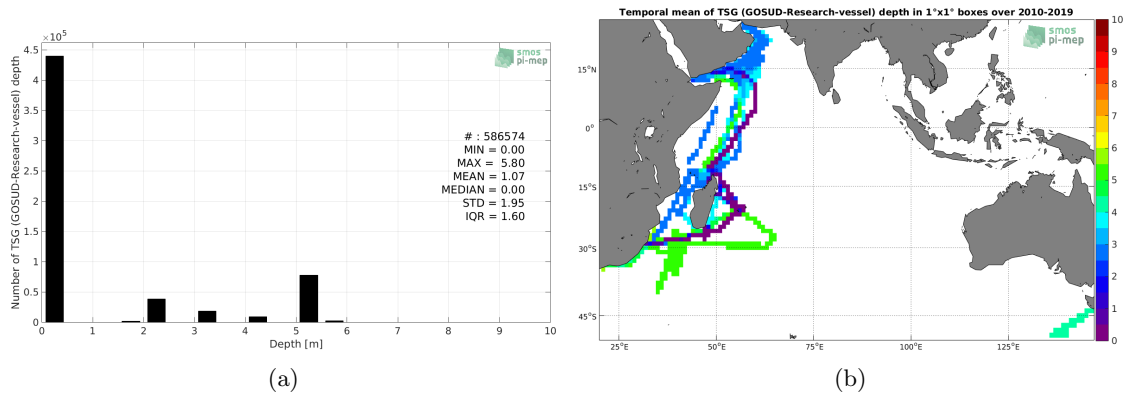 ×10⁵
4.5
4
3.5
3
2.5
2
1.5
1
0.5
0
Number of TSG (GOSUD-Research-vessel) depth
smos
pi-mep
# : 586574
MIN = 0.00
MAX = 5.80
MEAN = 1.07
MEDIAN = 0.00
STD = 1.95
IQR = 1.60
0 1 2 3 4 5 6 7 8 9 10
Depth [m]
(a)
Temporal mean of TSG (GOSUD-Research-vessel) depth in 1°x1° boxes over 2010-2019
smos
pi-mep
15°N
0°
15°S
30°S
45°S
25°E 50°E 75°E 100°E 125°E
10
9
8
7
6
5
4
3
2
1
0
(b)